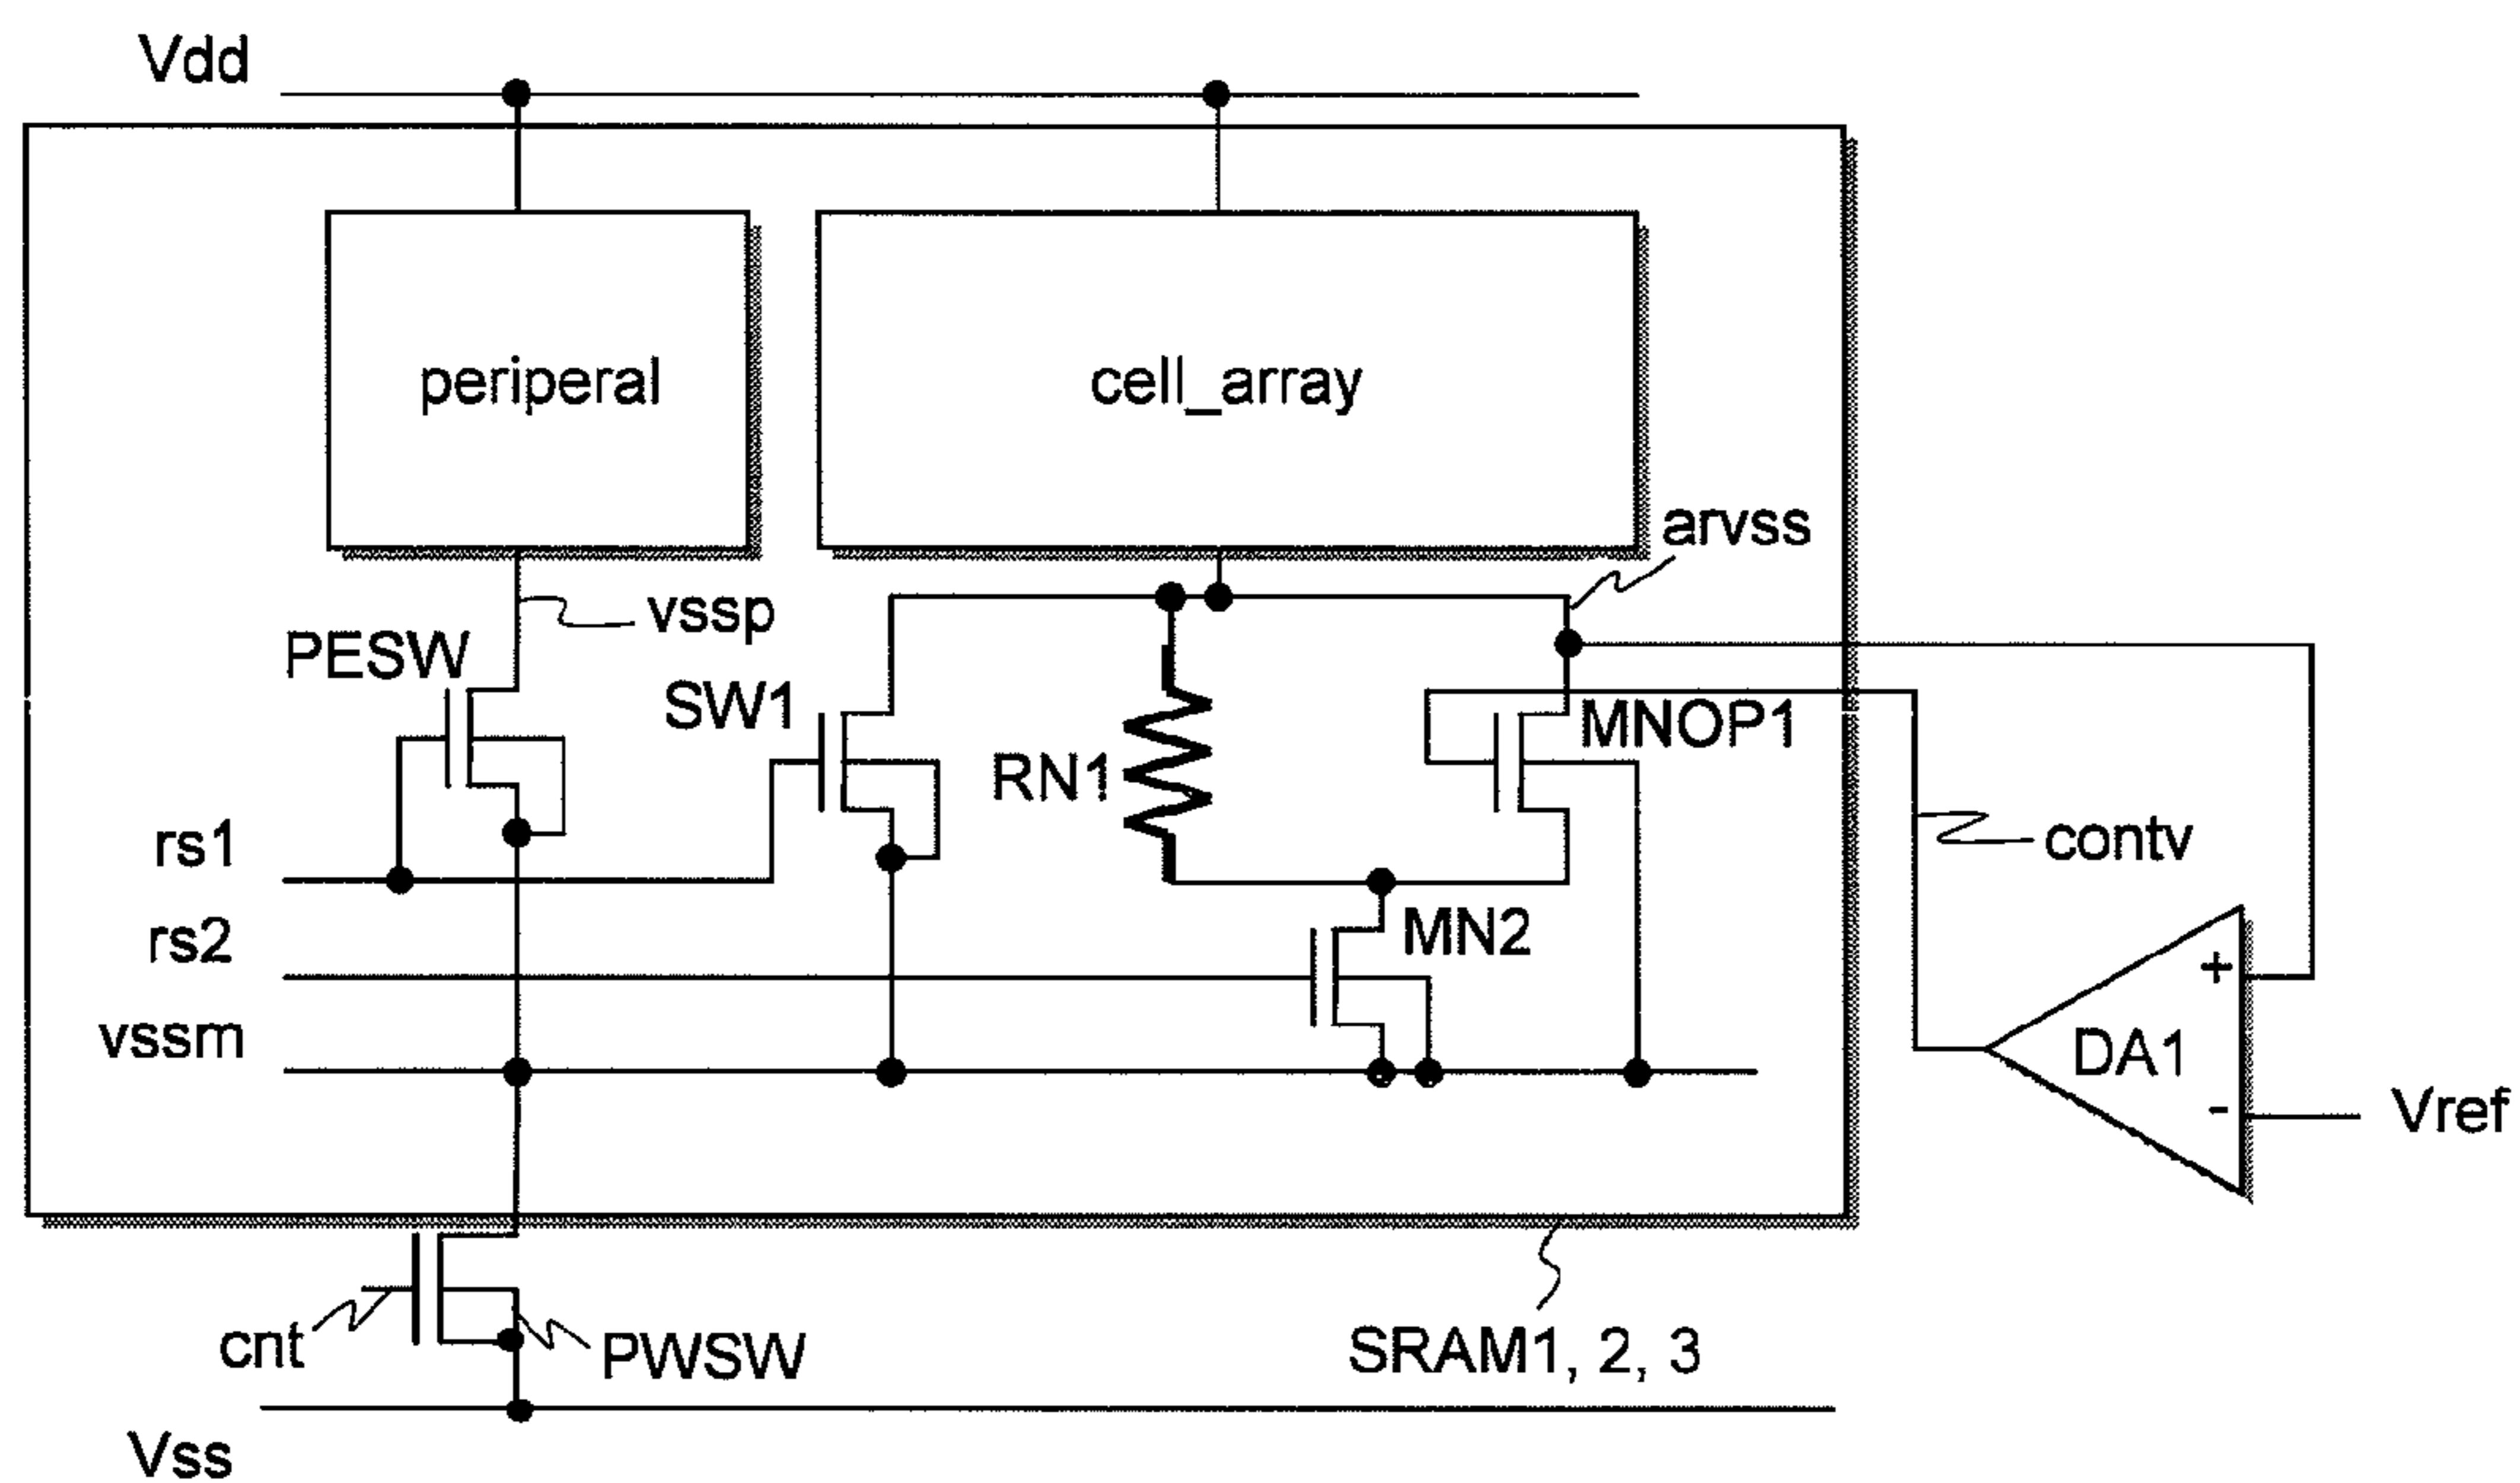 Vdd
periperal
cell_array
arvss
vssp
PESW
SW1
MNOP1
RN1
rs1
contv
rs2
MN2
vssm
+
DA1
-
Vref
cnt
PWSW
SRAM1, 2, 3
Vss